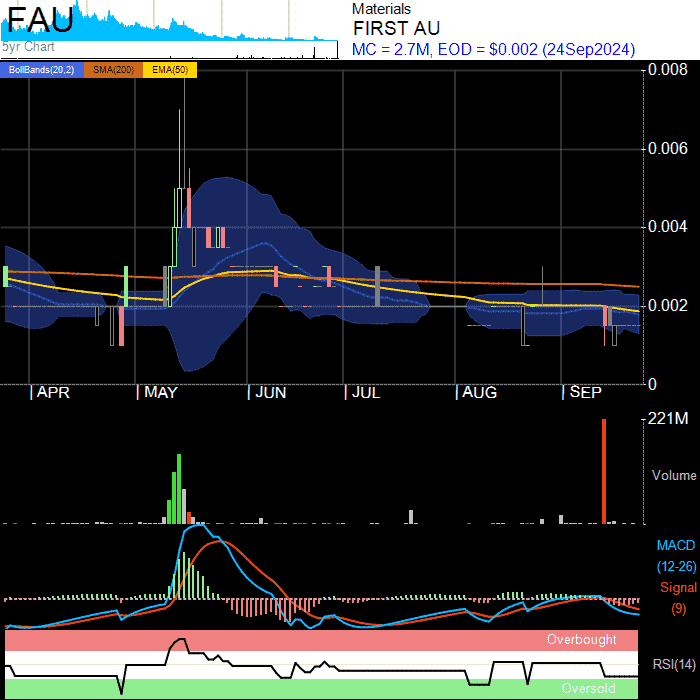 FAU
5yr Chart
Materials
FIRST AU
MC = 2.7M, EOD = $0.002 (24Sep2024)
BollBands(20,2) SMA(200) EMA(50)
0.008
0.006
0.004
0.002
0
APR MAY JUN JUL AUG SEP
221M
Volume
MACD
(12-26)
Signal
(9)
Overbought
RSI(14)
Oversold